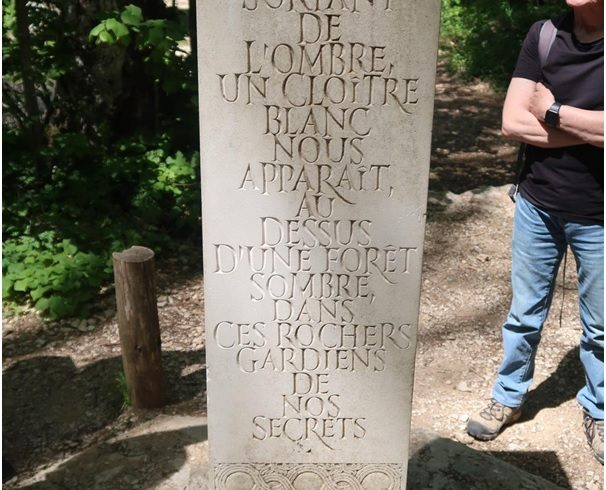 SORTANT
DE
L'OMBRE,
UN CLOÎTRE
BLANC
NOUS
APPARAÎT,
AU
DESSUS
D'UNE FORÊT
SOMBRE,
DANS
CES ROCHERS
GARDIENS
DE
NOS
SECRETS